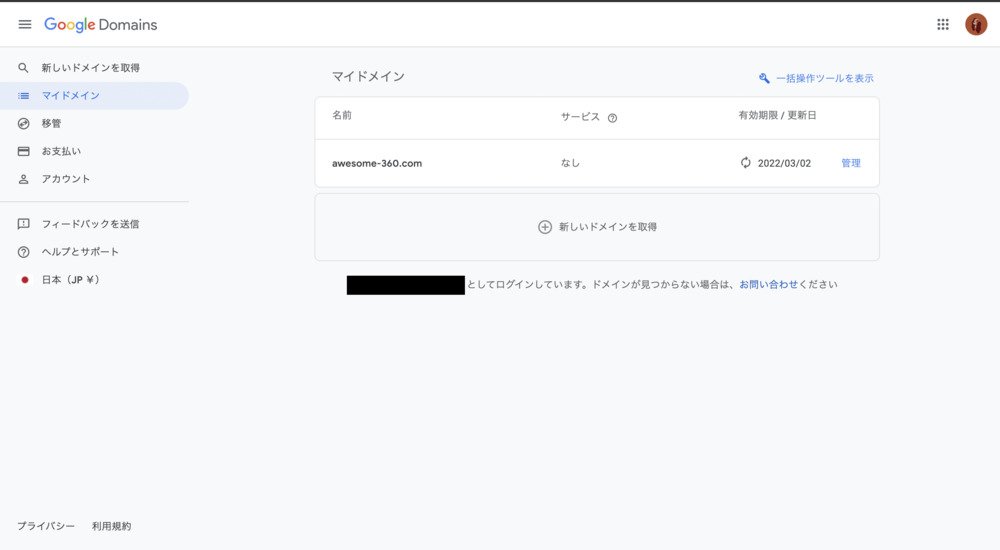 Google Domains
新しいドメインを取得
マイドメイン
移管
お支払い
アカウント
フィードバックを送信
ヘルプとサポート
日本（JP ￥）
マイドメイン
一括操作ツールを表示
名前 サービス 有効期限 / 更新日
awesome-360.com なし 2022/03/02 管理
新しいドメインを取得
としてログインしています。ドメインが見つからない場合は、お問い合わせください
プライバシー 利用規約